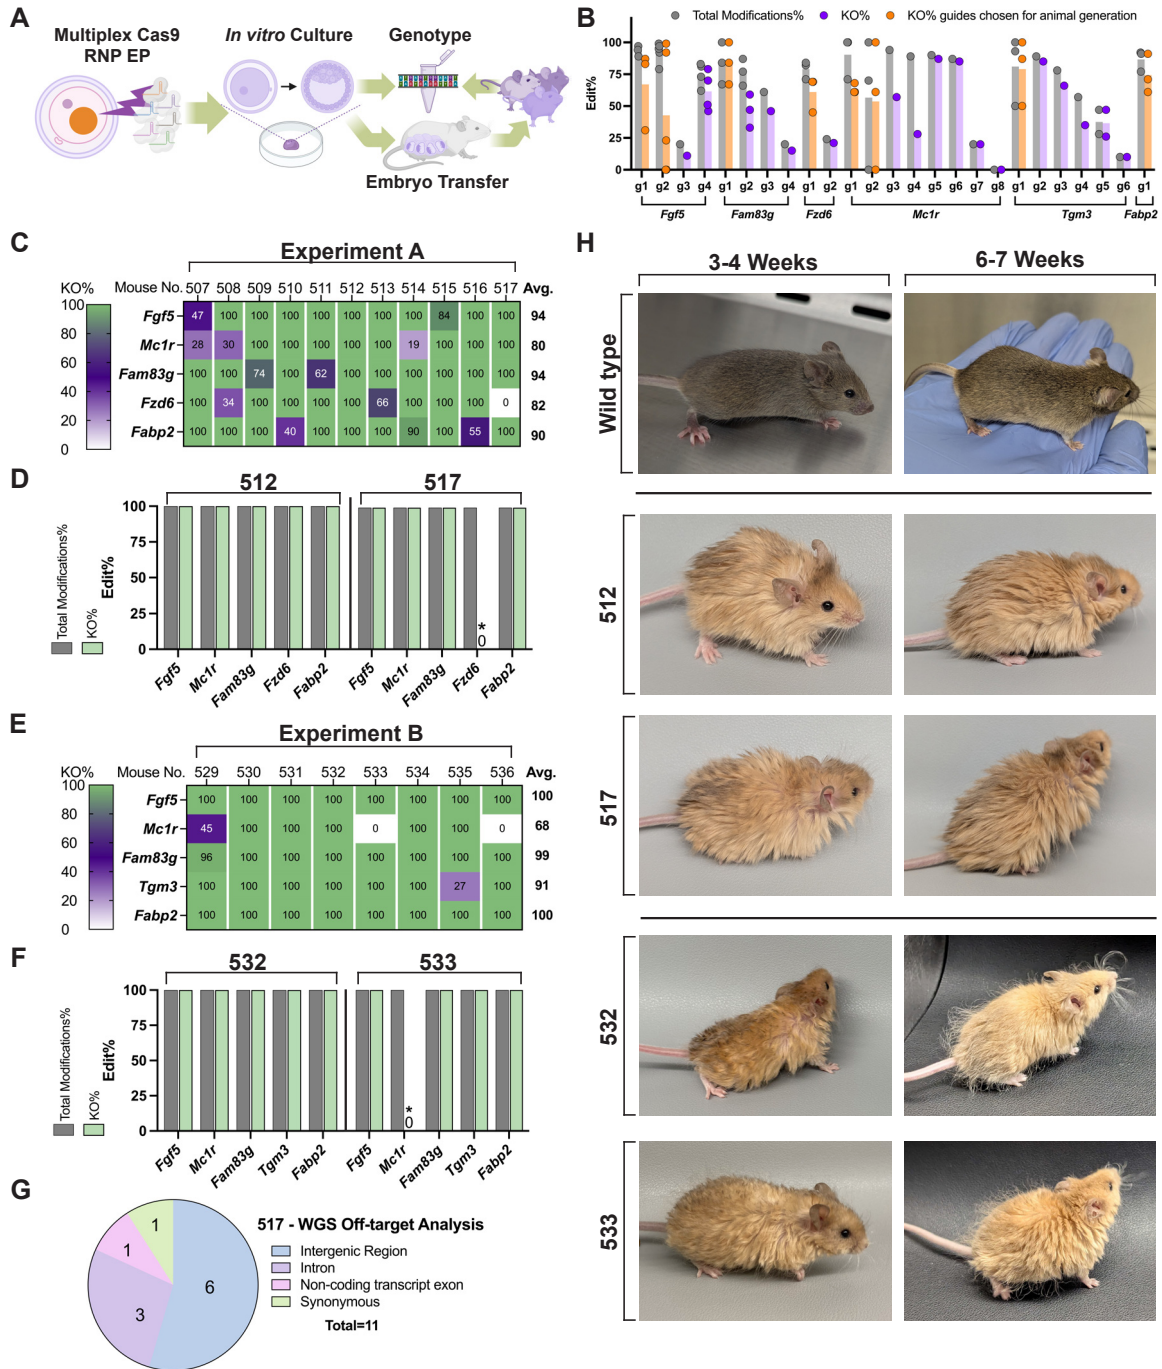 A
Multiplex Cas9
RNP EP
In vitro Culture
Genotype
Embryo Transfer
B
Total Modifications%
KO%
KO% guides chosen for animal generation
Edit%
100
75
50
25
0
g1 g2 g3 g4 g1 g2 g3 g4 g1 g2 g1 g2 g3 g4 g5 g6 g7 g8 g1 g2 g3 g4 g5 g6 g1
Fgf5 Fam83g Fzd6 Mc1r Tgm3 Fabp2
C
Experiment A
KO%
100
80
60
40
20
0
Mouse No. 507 508 509 510 511 512 513 514 515 516 517 Avg.
Fgf5 47 100 100 100 100 100 100 100 84 100 100 94
Mc1r 28 30 100 100 100 100 100 19 100 100 100 80
Fam83g 100 100 74 100 62 100 100 100 100 100 100 94
Fzd6 100 34 100 100 100 100 66 100 100 100 0 82
Fabp2 100 100 100 40 100 100 100 90 100 55 100 90
D
512 517
Total Modifications%
KO%
Edit%
100
75
50
25
0
*
0
Fgf5 Mc1r Fam83g Fzd6 Fabp2 Fgf5 Mc1r Fam83g Fzd6 Fabp2
E
Experiment B
KO%
100
80
60
40
20
0
Mouse No. 529 530 531 532 533 534 535 536 Avg.
Fgf5 100 100 100 100 100 100 100 100 100
Mc1r 45 100 100 100 0 100 100 0 68
Fam83g 96 100 100 100 100 100 100 100 99
Tgm3 100 100 100 100 100 100 27 100 91
Fabp2 100 100 100 100 100 100 100 100 100
F
532 533
Total Modifications%
KO%
Edit%
100
75
50
25
0
*
0
Fgf5 Mc1r Fam83g Tgm3 Fabp2 Fgf5 Mc1r Fam83g Tgm3 Fabp2
G
517 - WGS Off-target Analysis
1
1
3
6
Intergenic Region
Intron
Non-coding transcript exon
Synonymous
Total=11
H
3-4 Weeks
6-7 Weeks
Wild type
512
517
532
533